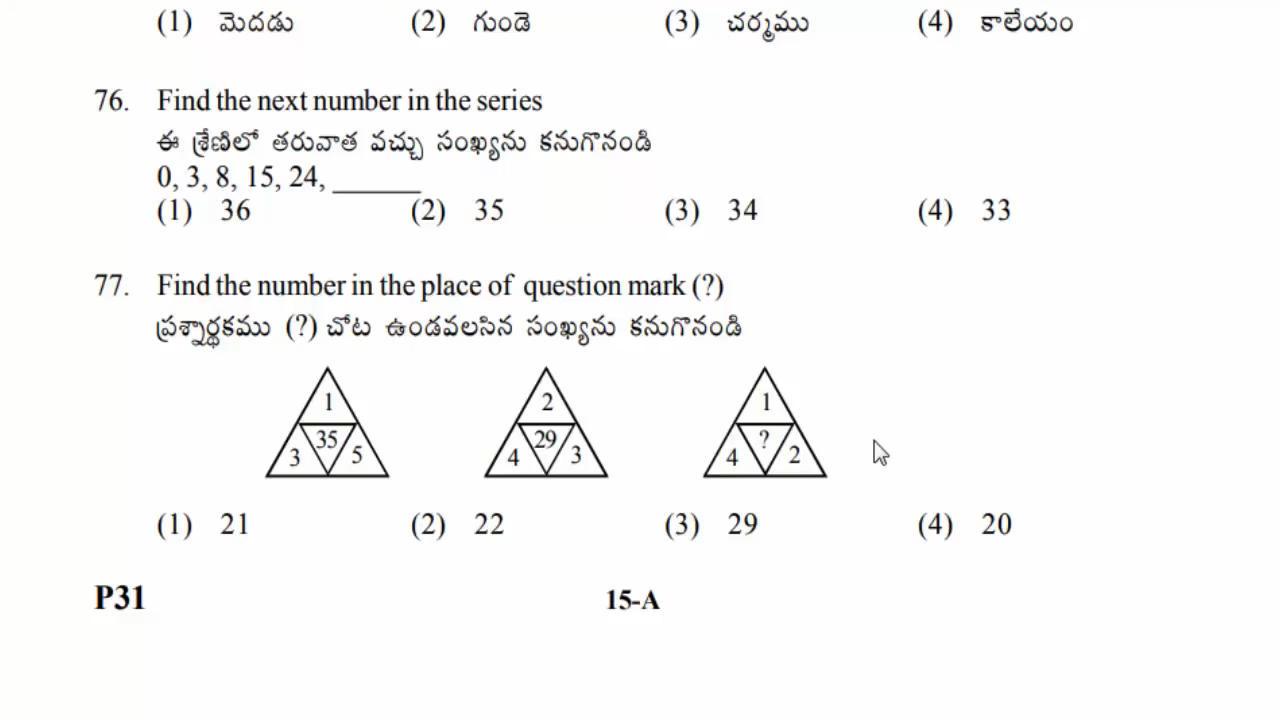 (1) మెదడు (2) గుండె (3) చర్మము (4) కాలేయం
76. Find the next number in the series
ఈ శ్రేణిలో తరువాత వచ్చు సంఖ్యను కనుగొనండి
0, 3, 8, 15, 24, ______
(1) 36 (2) 35 (3) 34 (4) 33
77. Find the number in the place of question mark (?)
ప్రశ్నార్థకము (?) చోట ఉండవలసిన సంఖ్యను కనుగొనండి
1 2 1
35 29 ?
3 5 4 3 4 2
(1) 21 (2) 22 (3) 29 (4) 20
P31 15-A